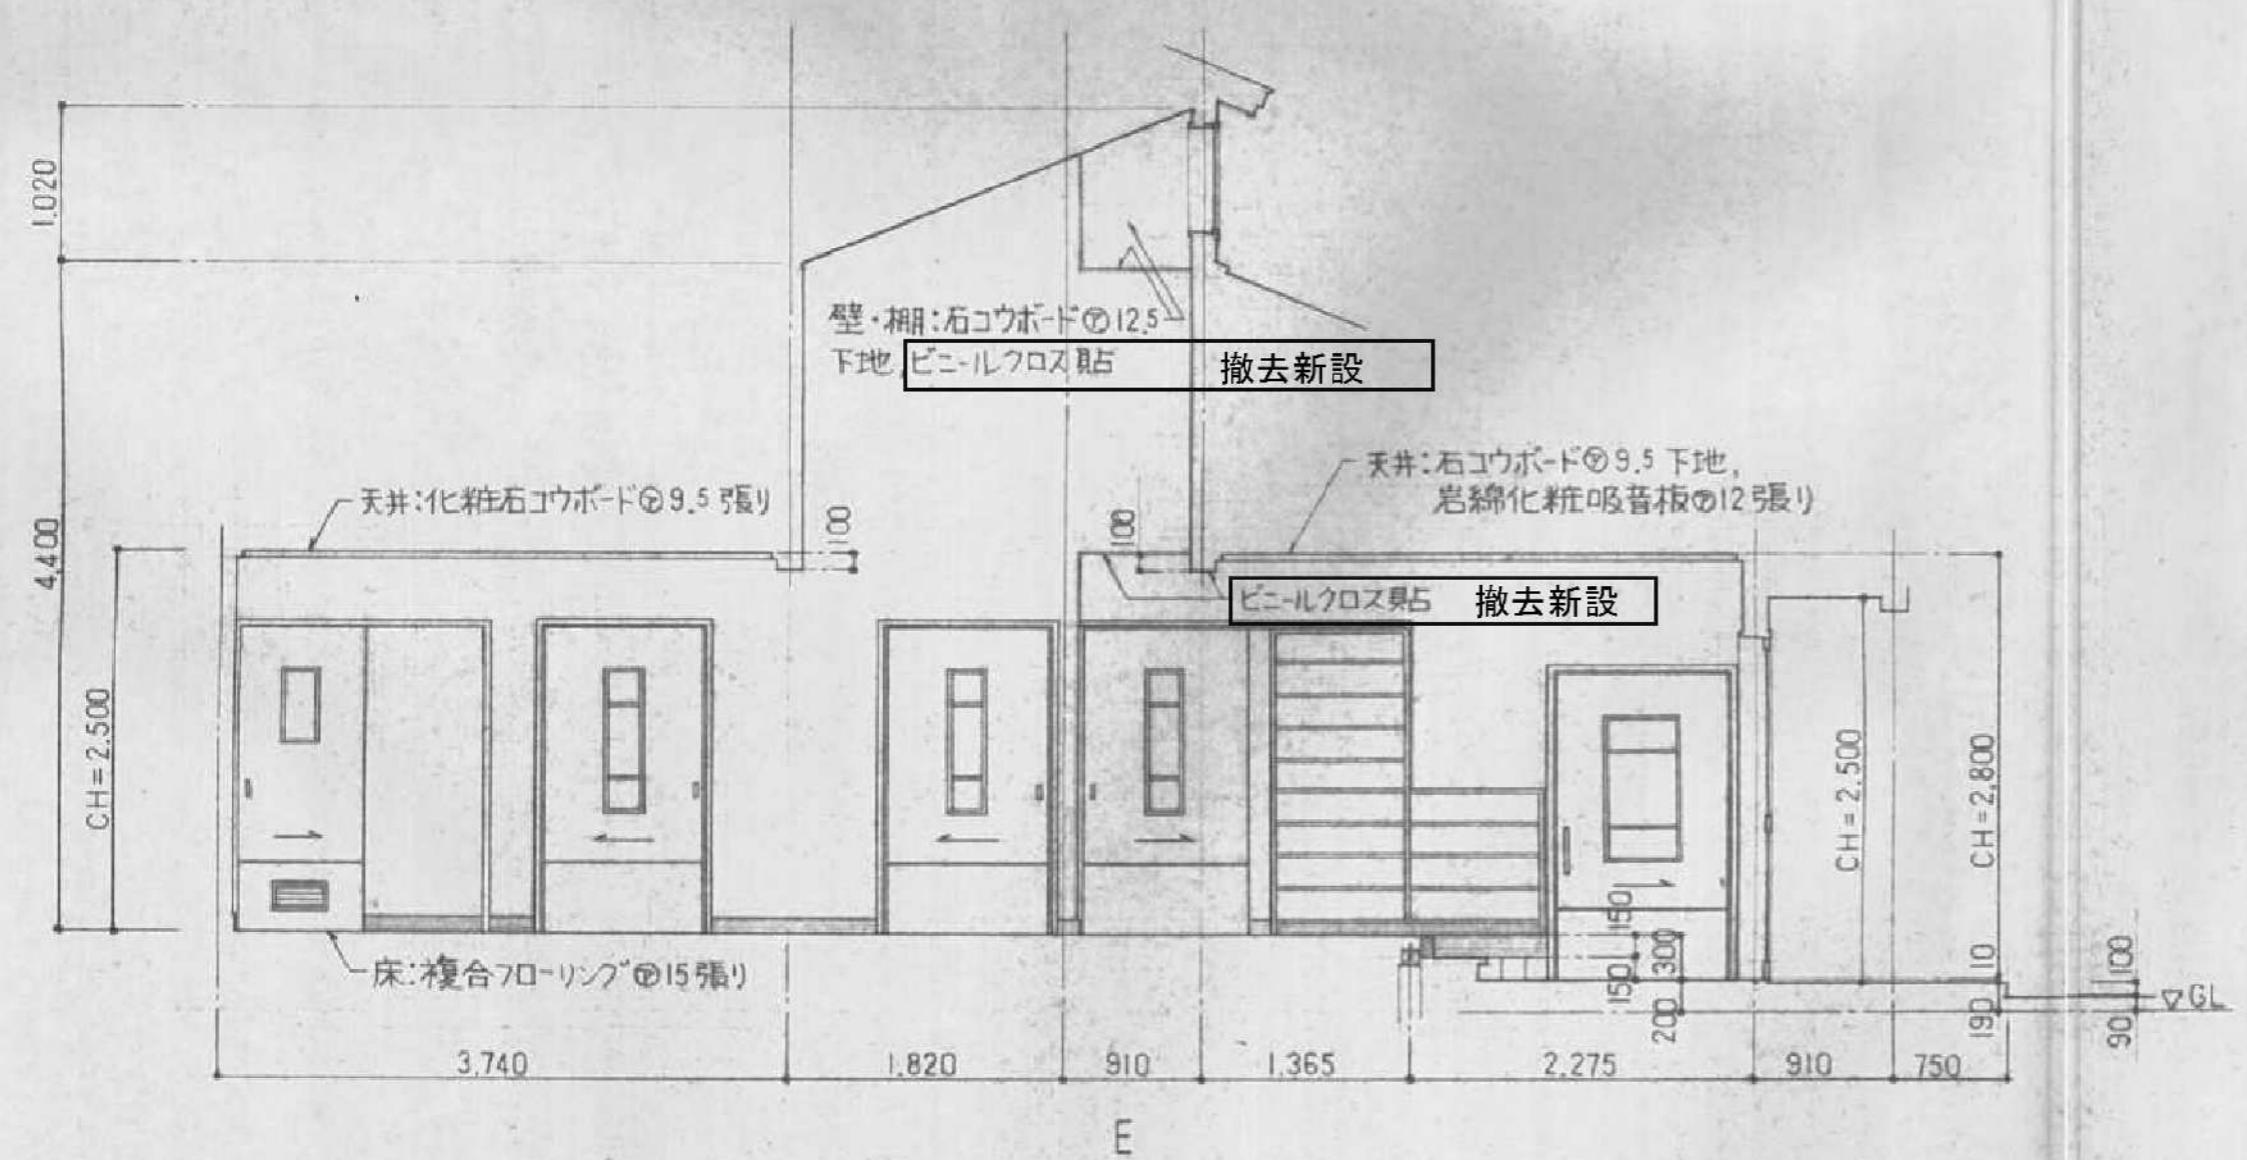 1.020
4.400
CH=2.500
壁・棚:石コウボード㋐12.5
下地,ビニールクロス貼 撤去新設
天井:化粧石コウボード㋐9.5張り
100
100
天井:石コウボード㋐9.5下地,
岩綿化粧吸音板㋐12張り
ビニールクロス貼 撤去新設
CH=2.500
CH=2.800
150
300
150
200
10
190
100
90
▽GL
床:複合フローリング㋐15張り
3.740
1.820
910
1.365
2.275
910
750
E